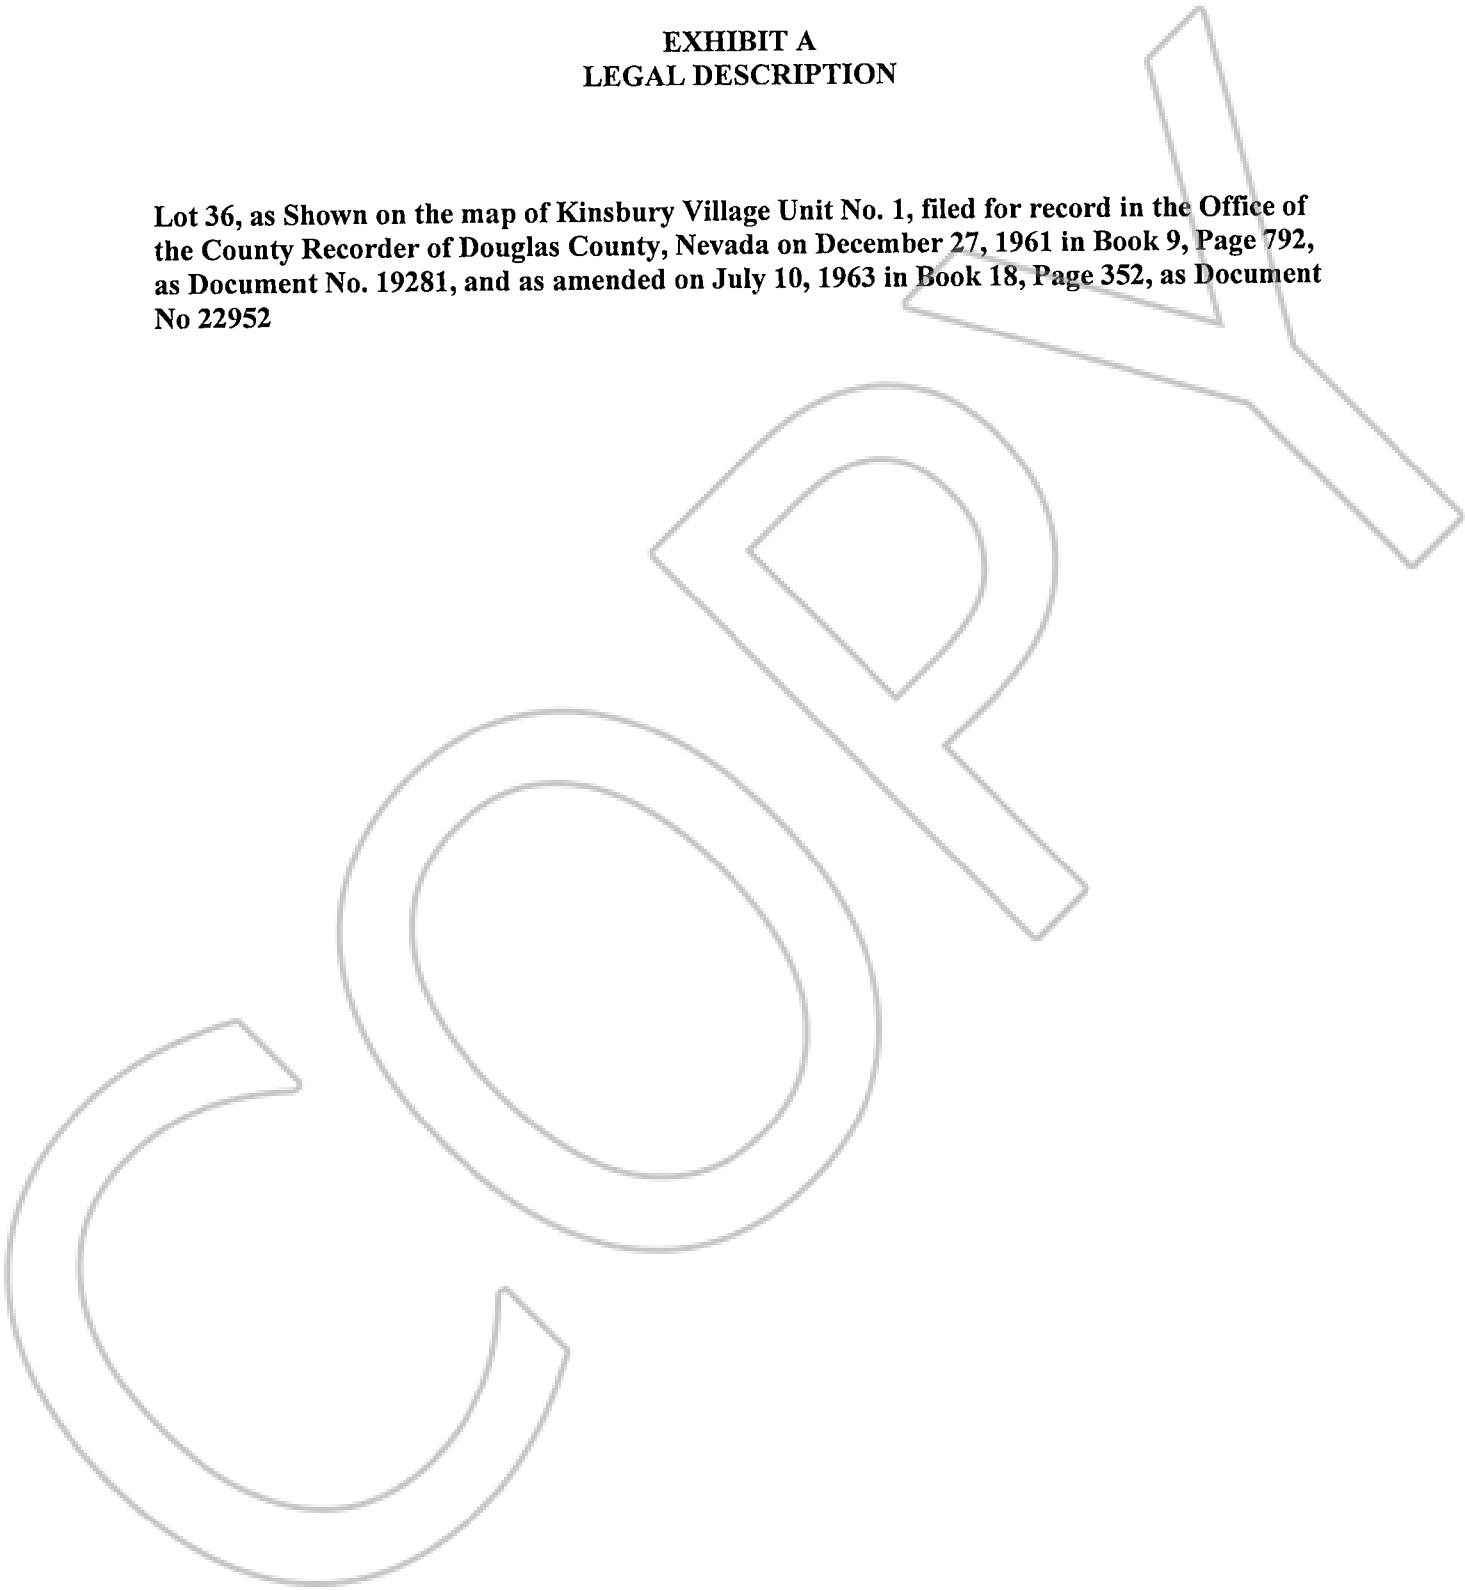 EXHIBIT A
LEGAL DESCRIPTION
Lot 36, as Shown on the map of Kinsbury Village Unit No. 1, filed for record in the Office of
the County Recorder of Douglas County, Nevada on December 27, 1961 in Book 9, Page 792,
as Document No. 19281, and as amended on July 10, 1963 in Book 18, Page 352, as Document
No 22952
COPY